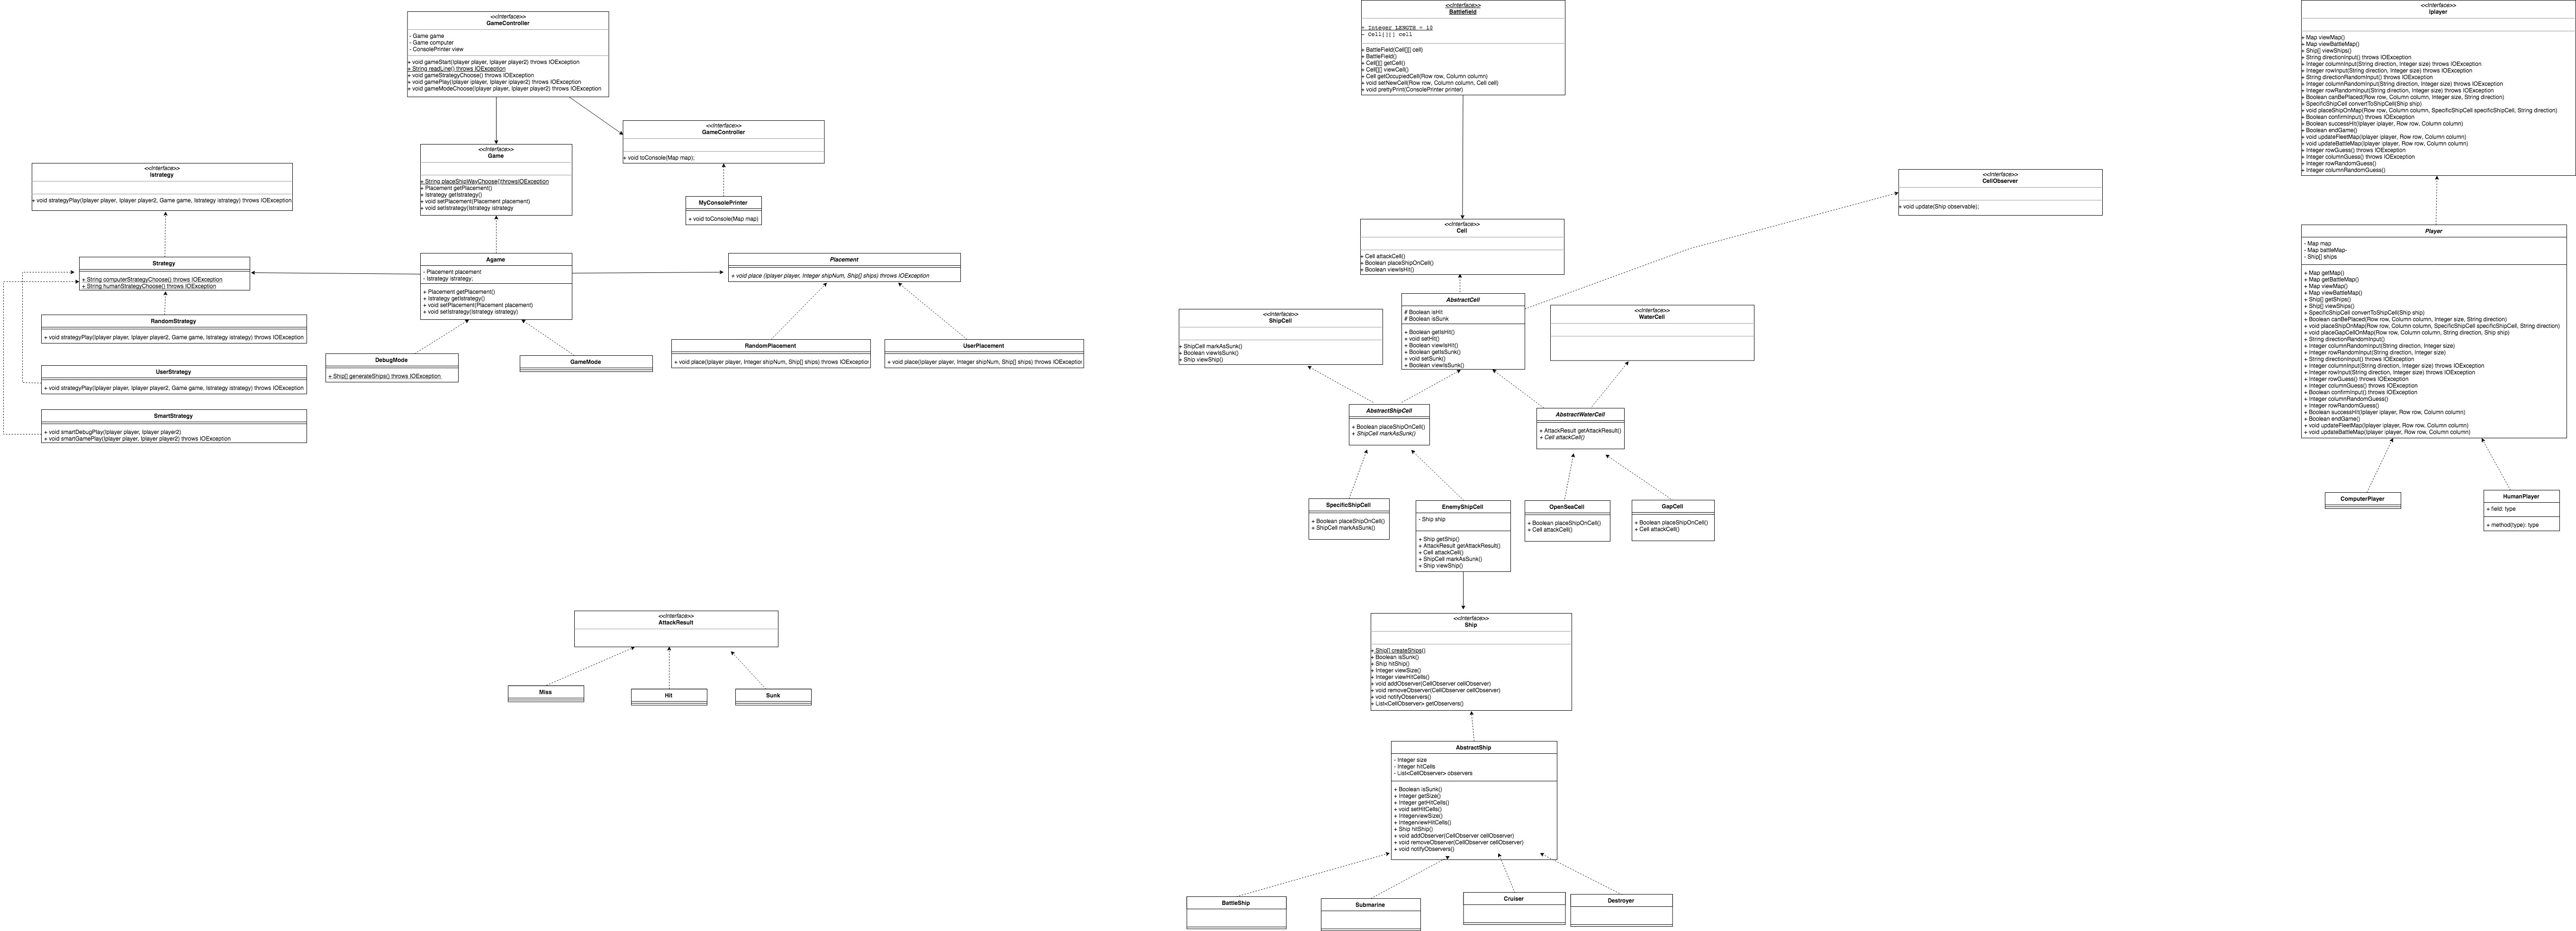 <<Interface>>
GameController
- Game game
- Game computer
- ConsolePrinter view
+ void gameStart(Iplayer player, Iplayer player2) throws IOException
+ String readLine() throws IOException
+ void gameStrategyChoose() throws IOException
+ void gamePlay(Iplayer iplayer, Iplayer iplayer2) throws IOException
+ void gameModeChoose(Iplayer player, Iplayer player2) throws IOException
<<Interface>>
GameController
+ void toConsole(Map map);
<<Interface>>
Game
+ String placeShipWayChoose()throwsIOException
+ Placement getPlacement()
+ Istrategy getIstrategy()
+ void setPlacement(Placement placement)
+ void setIstrategy(Istrategy istrategy
MyConsolePrinter
+ void toConsole(Map map)
<<Interface>>
Istrategy
+ void strategyPlay(Iplayer player, Iplayer player2, Game game, Istrategy istrategy) throws IOException
Strategy
+ String computerStrategyChoose() throws IOException
+ String humanStrategyChoose() throws IOException
Agame
- Placement placement
- Istrategy istrategy;
+ Placement getPlacement()
+ Istrategy getIstrategy()
+ void setPlacement(Placement placement)
+ void setIstrategy(Istrategy istrategy)
Placement
+ void place (Iplayer player, Integer shipNum, Ship[] ships) throws IOException
RandomStrategy
+ void strategyPlay(Iplayer player, Iplayer player2, Game game, Istrategy istrategy) throws IOException
UserStrategy
+ void strategyPlay(Iplayer player, Iplayer player2, Game game, Istrategy istrategy) throws IOException
SmartStrategy
+ void smartDebugPlay(Iplayer player, Iplayer player2)
+ void smartGamePlay(Iplayer player, Iplayer player2) throws IOException
DebugMode
+ Ship[] generateShips() throws IOException
GameMode
RandomPlacement
+ void place(Iplayer player, Integer shipNum, Ship[] ships) throws IOException
UserPlacement
+ void place(Iplayer player, Integer shipNum, Ship[] ships) throws IOException
<<Interface>>
AttackResult
Miss
Hit
Sunk
<<Interface>>
Battlefield
+ Integer LENGTH = 10
- Cell[][] cell
+ BattleField(Cell[][] cell)
+ BattleField()
+ Cell[][] getCell()
+ Cell[][] viewCell()
+ Cell getOccupiedCell(Row row, Column column)
+ void setNewCell(Row row, Column column, Cell cell)
+ void prettyPrint(ConsolePrinter printer)
<<Interface>>
Cell
+ Cell attackCell()
+ Boolean placeShipOnCell()
+ Boolean viewIsHit()
<<Interface>>
CellObserver
+ void update(Ship observable);
AbstractCell
# Boolean isHit
# Boolean isSunk
+ Boolean getIsHit()
+ void setHit()
+ Boolean viewIsHit()
+ Boolean getIsSunk()
+ void setSunk()
+ Boolean viewIsSunk()
<<Interface>>
ShipCell
+ ShipCell markAsSunk()
+ Boolean viewIsSunk()
+ Ship viewShip()
<<Interface>>
WaterCell
AbstractShipCell
+ Boolean placeShipOnCell()
+ ShipCell markAsSunk()
AbstractWaterCell
+ AttackResult getAttackResult()
+ Cell attackCell()
SpecificShipCell
+ Boolean placeShipOnCell()
+ ShipCell markAsSunk()
EnemyShipCell
- Ship ship
+ Ship getShip()
+ AttackResult getAttackResult()
+ Cell attackCell()
+ ShipCell markAsSunk()
+ Ship viewShip()
OpenSeaCell
+ Boolean placeShipOnCell()
+ Cell attackCell()
GapCell
+ Boolean placeShipOnCell()
+ Cell attackCell()
<<Interface>>
Ship
+ Ship[] createShips()
+ Boolean isSunk()
+ Ship hitShip()
+ Integer viewSize()
+ Integer viewHitCells()
+ void addObserver(CellObserver cellObserver)
+ void removeObserver(CellObserver cellObserver)
+ void notifyObservers()
+ List<CellObserver> getObservers()
AbstractShip
- Integer size
- Integer hitCells
- List<CellObserver> observers
+ Boolean isSunk()
+ Integer getSize()
+ Integer getHitCells()
+ void setHitCells()
+ IntegerviewSize()
+ IntegerviewHitCells()
+ Ship hitShip()
+ void addObserver(CellObserver cellObserver)
+ void removeObserver(CellObserver cellObserver)
+ void notifyObservers()
BattleShip
Submarine
Cruiser
Destroyer
<<Interface>>
Iplayer
+ Map viewMap()
+ Map viewBattleMap()
+ Ship[] viewShips()
+ String directionInput() throws IOException
+ Integer columnInput(String direction, Integer size) throws IOException
+ Integer rowInput(String direction, Integer size) throws IOException
+ String directionRandomInput() throws IOException
+ Integer columnRandomInput(String direction, Integer size) throws IOException
+ Integer rowRandomInput(String direction, Integer size) throws IOException
+ Boolean canBePlaced(Row row, Column column, Integer size, String direction)
+ SpecificShipCell convertToShipCell(Ship ship)
+ void placeShipOnMap(Row row, Column column, SpecificShipCell specificShipCell, String direction)
+ Boolean confirmInput() throws IOException
+ Boolean successHit(Iplayer iplayer, Row row, Column column)
+ Boolean endGame()
+ void updateFleetMap(Iplayer iplayer, Row row, Column column)
+ void updateBattleMap(Iplayer iplayer, Row row, Column column)
+ Integer rowGuess() throws IOException
+ Integer columnGuess() throws IOException
+ Integer rowRandomGuess()
+ Integer columnRandomGuess()
Player
- Map map
- Map battleMap-
- Ship[] ships
+ Map getMap()
+ Map getBattleMap()
+ Map viewMap()
+ Map viewBattleMap()
+ Ship[] getShips()
+ Ship[] viewShips()
+ SpecificShipCell convertToShipCell(Ship ship)
+ Boolean canBePlaced(Row row, Column column, Integer size, String direction)
+ void placeShipOnMap(Row row, Column column, SpecificShipCell specificShipCell, String direction)
+ void placeGapCellOnMap(Row row, Column column, String direction, Ship ship)
+ String directionRandomInput()
+ Integer columnRandomInput(String direction, Integer size)
+ Integer rowRandomInput(String direction, Integer size)
+ String directionInput() throws IOException
+ Integer columnInput(String direction, Integer size) throws IOException
+ Integer rowInput(String direction, Integer size) throws IOException
+ Integer rowGuess() throws IOException
+ Integer columnGuess() throws IOException
+ Boolean confirmInput() throws IOException
+ Integer columnRandomGuess()
+ Integer rowRandomGuess()
+ Boolean successHit(Iplayer iplayer, Row row, Column column)
+ Boolean endGame()
+ void updateFleetMap(Iplayer iplayer, Row row, Column column)
+ void updateBattleMap(Iplayer iplayer, Row row, Column column)
ComputerPlayer
HumanPlayer
+ field: type
+ method(type): type